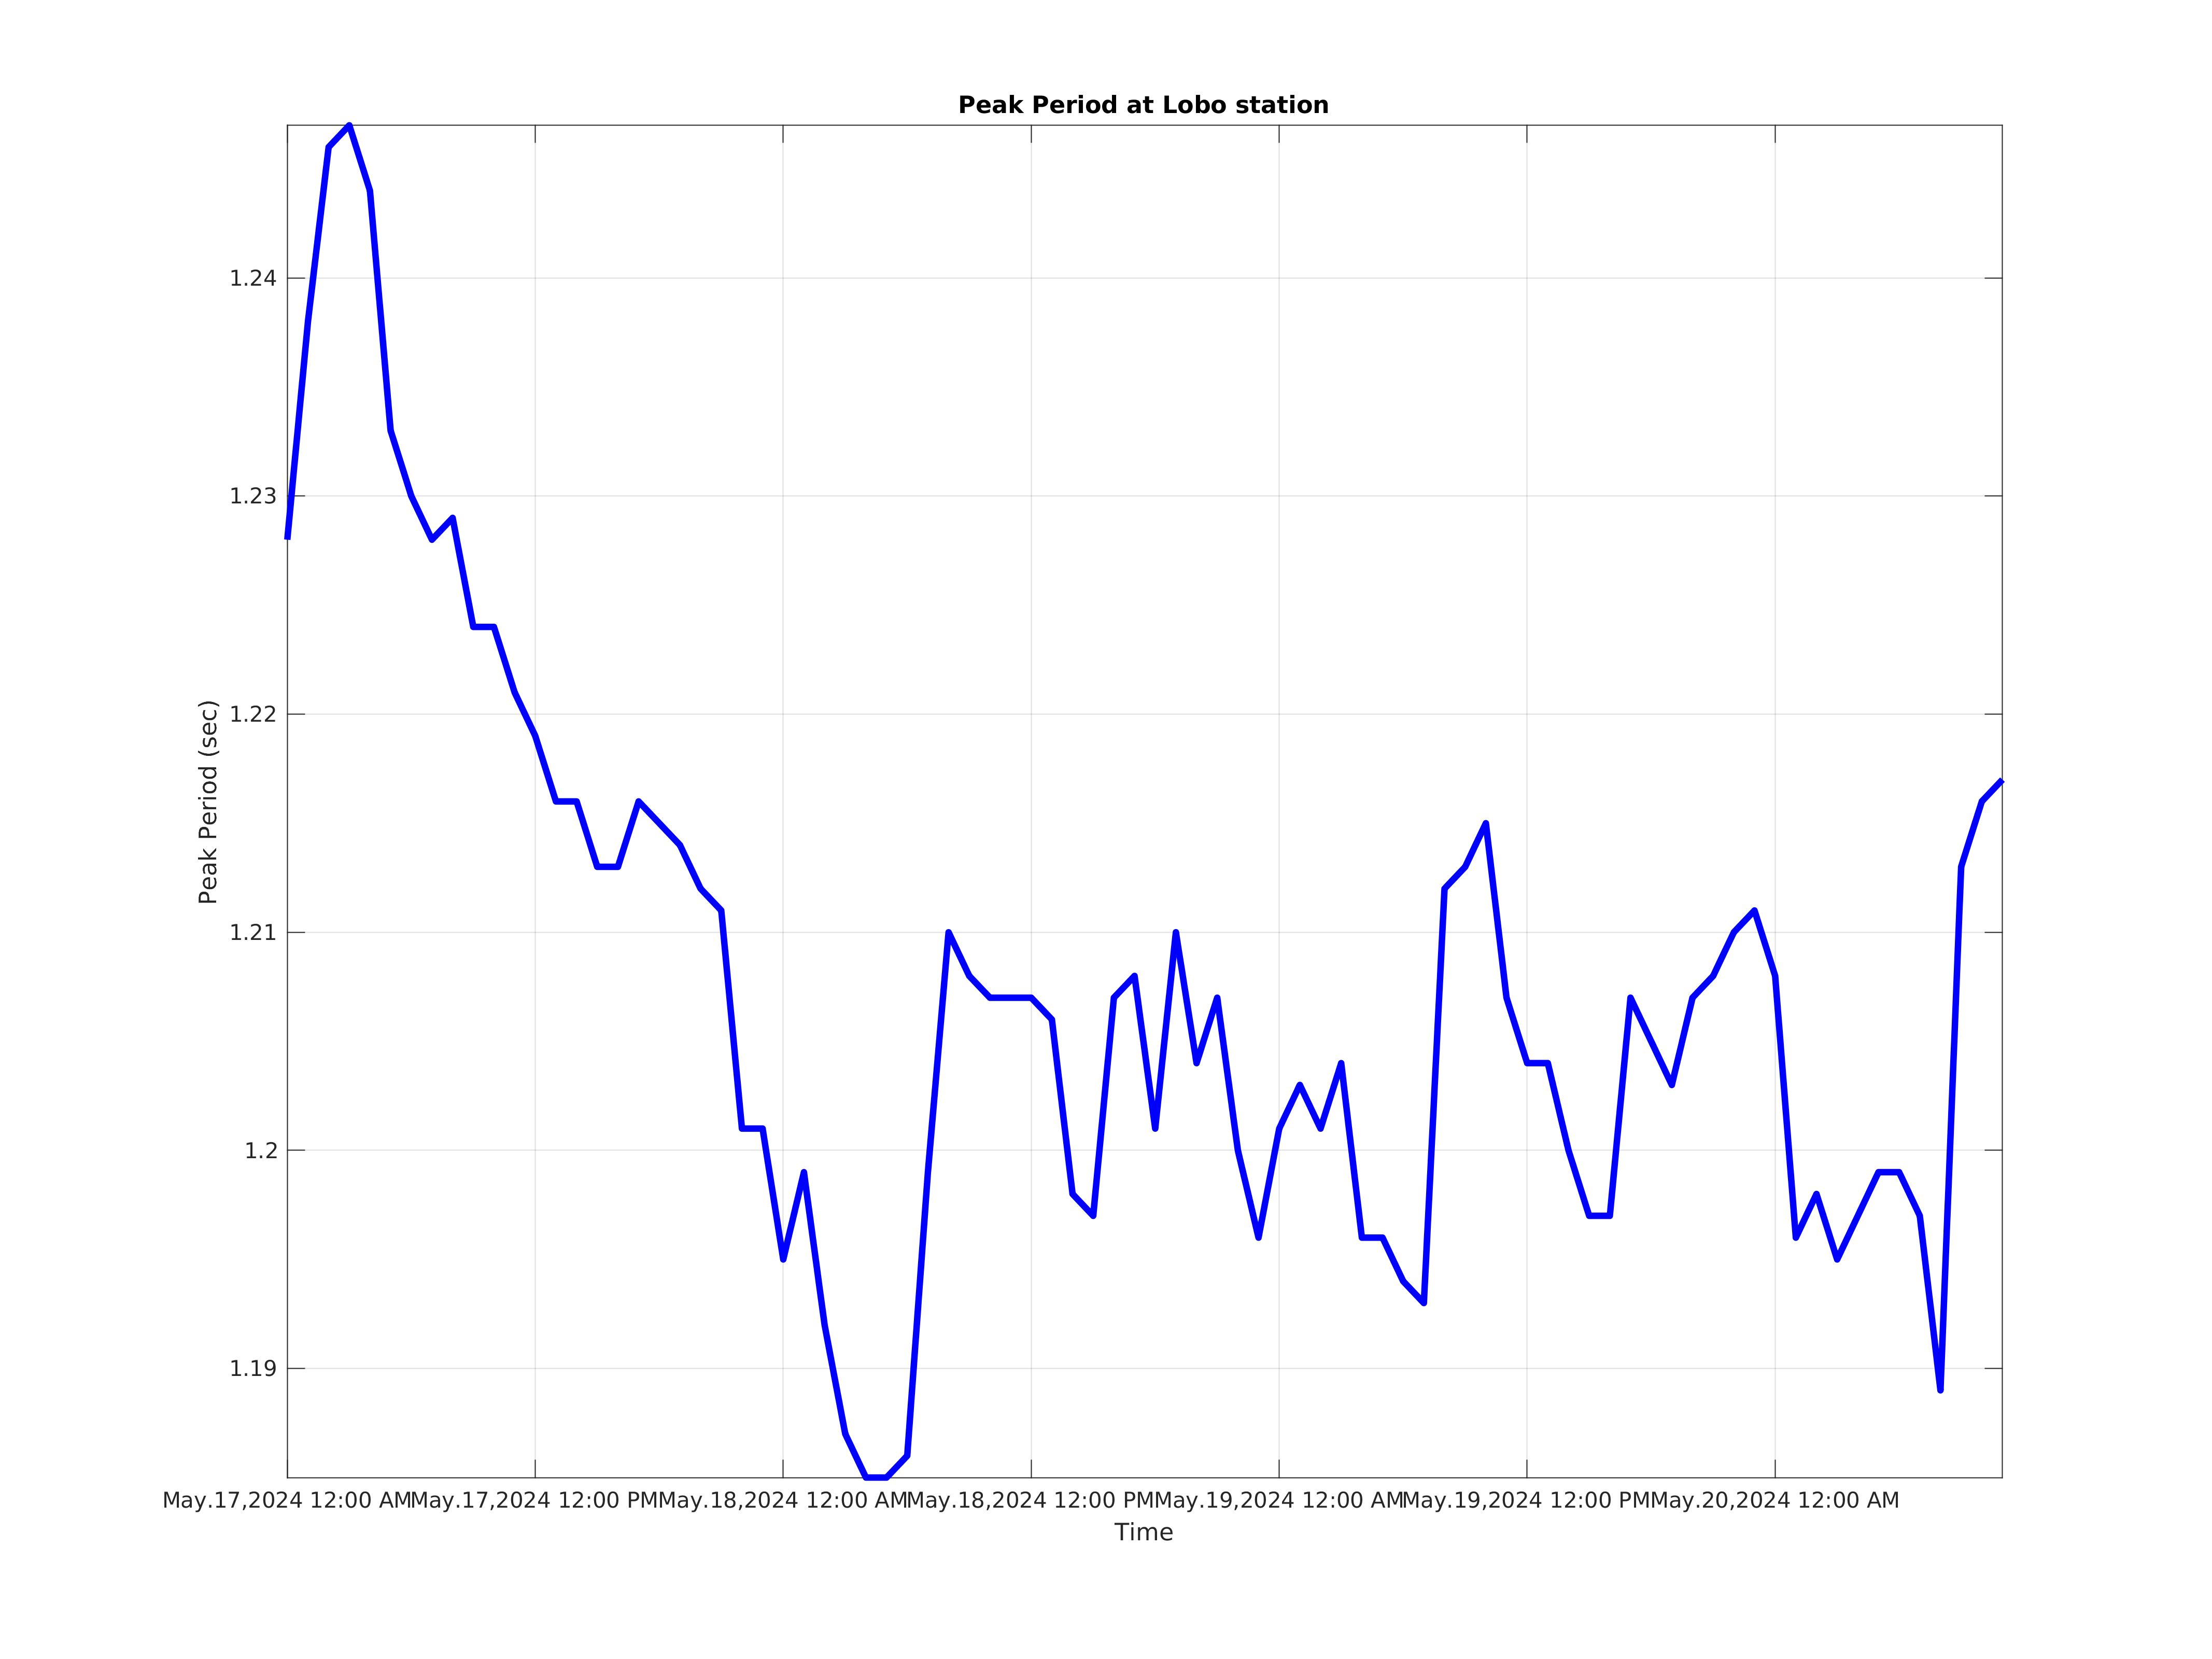 Peak Period at Lobo station
1.24
1.23
1.22
1.21
1.2
1.19
Peak Period (sec)
May.17,2024 12:00 AM May.17,2024 12:00 PM May.18,2024 12:00 AM May.18,2024 12:00 PM May.19,2024 12:00 AM May.19,2024 12:00 PM May.20,2024 12:00 AM
Time